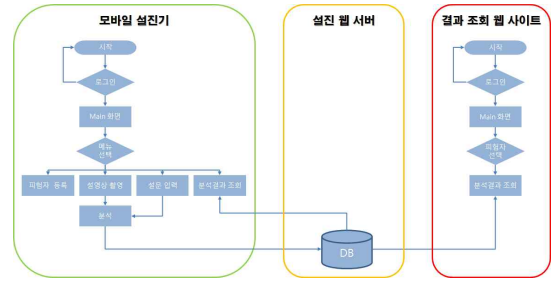 모바일 설진기
시작
로그인
Main 화면
메뉴
선택
피험자 등록
설영상 촬영
설문 입력
분석결과 조회
분석
설진 웹 서버
DB
결과 조회 웹 사이트
시작
로그인
Main 화면
피험자
선택
분석결과 조회